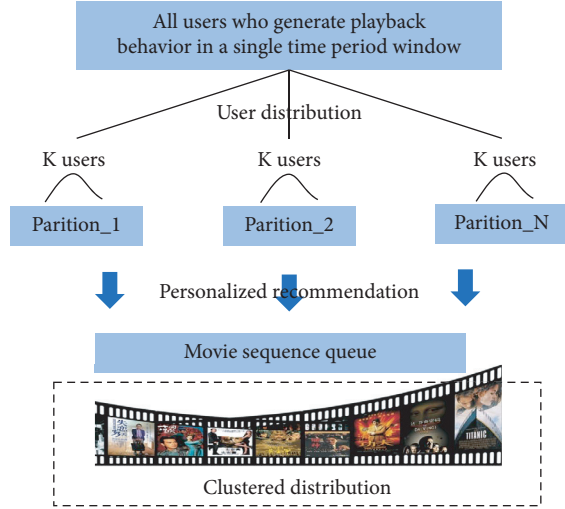 All users who generate playback
behavior in a single time period window
User distribution
K users
K users
K users
Parition_1
Parition_2
Parition_N
Personalized recommendation
Movie sequence queue
TITANIC
Clustered distribution